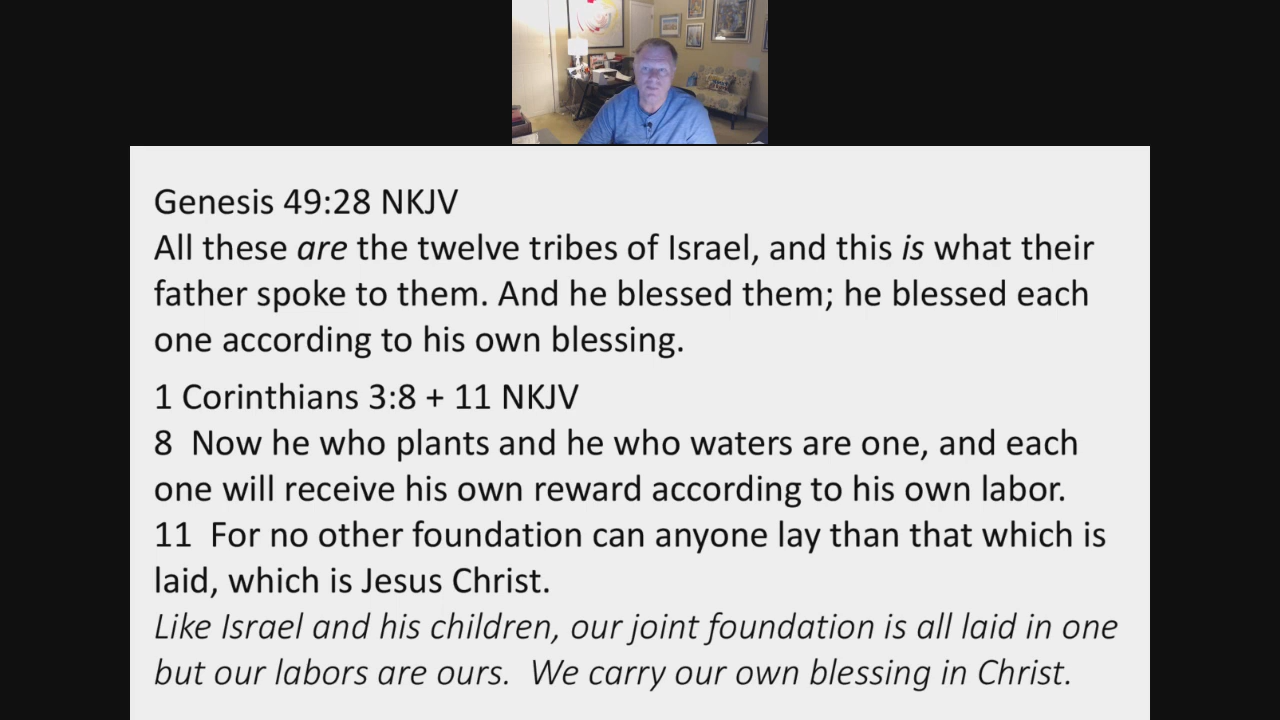 Genesis 49:28 NKJV
All these are the twelve tribes of Israel, and this is what their
father spoke to them. And he blessed them; he blessed each
one according to his own blessing.
1 Corinthians 3:8 + 11 NKJV
8  Now he who plants and he who waters are one, and each
one will receive his own reward according to his own labor.
11  For no other foundation can anyone lay than that which is
laid, which is Jesus Christ.
Like Israel and his children, our joint foundation is all laid in one
but our labors are ours.  We carry our own blessing in Christ.